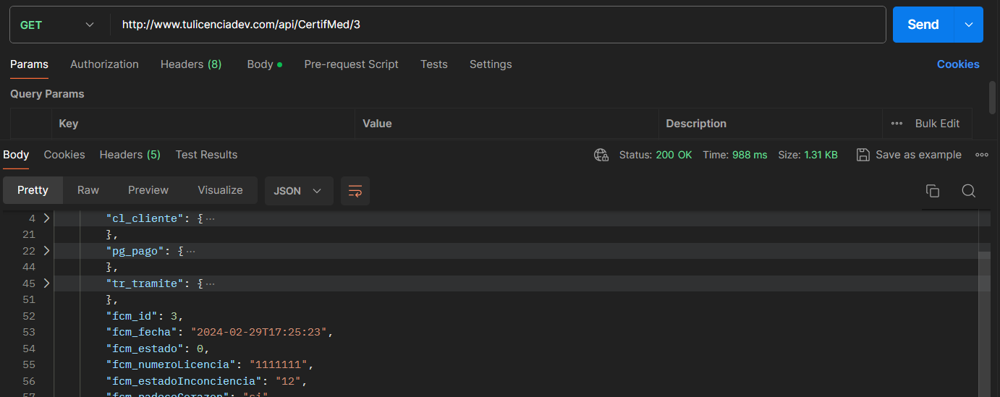 GET http://www.tulicenciadev.com/api/CertifMed/3 Send
Params Authorization Headers (8) Body Pre-request Script Tests Settings Cookies
Query Params
Key Value Description ••• Bulk Edit
Body Cookies Headers (5) Test Results Status: 200 OK Time: 988 ms Size: 1.31 KB Save as example •••
Pretty Raw Preview Visualize JSON
4 "cl_cliente": { ···
21 },
22 "pg_pago": { ···
44 },
45 "tr_tramite": { ···
51 },
52 "fcm_id": 3,
53 "fcm_fecha": "2024-02-29T17:25:23",
54 "fcm_estado": 0,
55 "fcm_numeroLicencia": "1111111",
56 "fcm_estadoInconciencia": "12",
57 "fcm_padeceCorazon": "si"